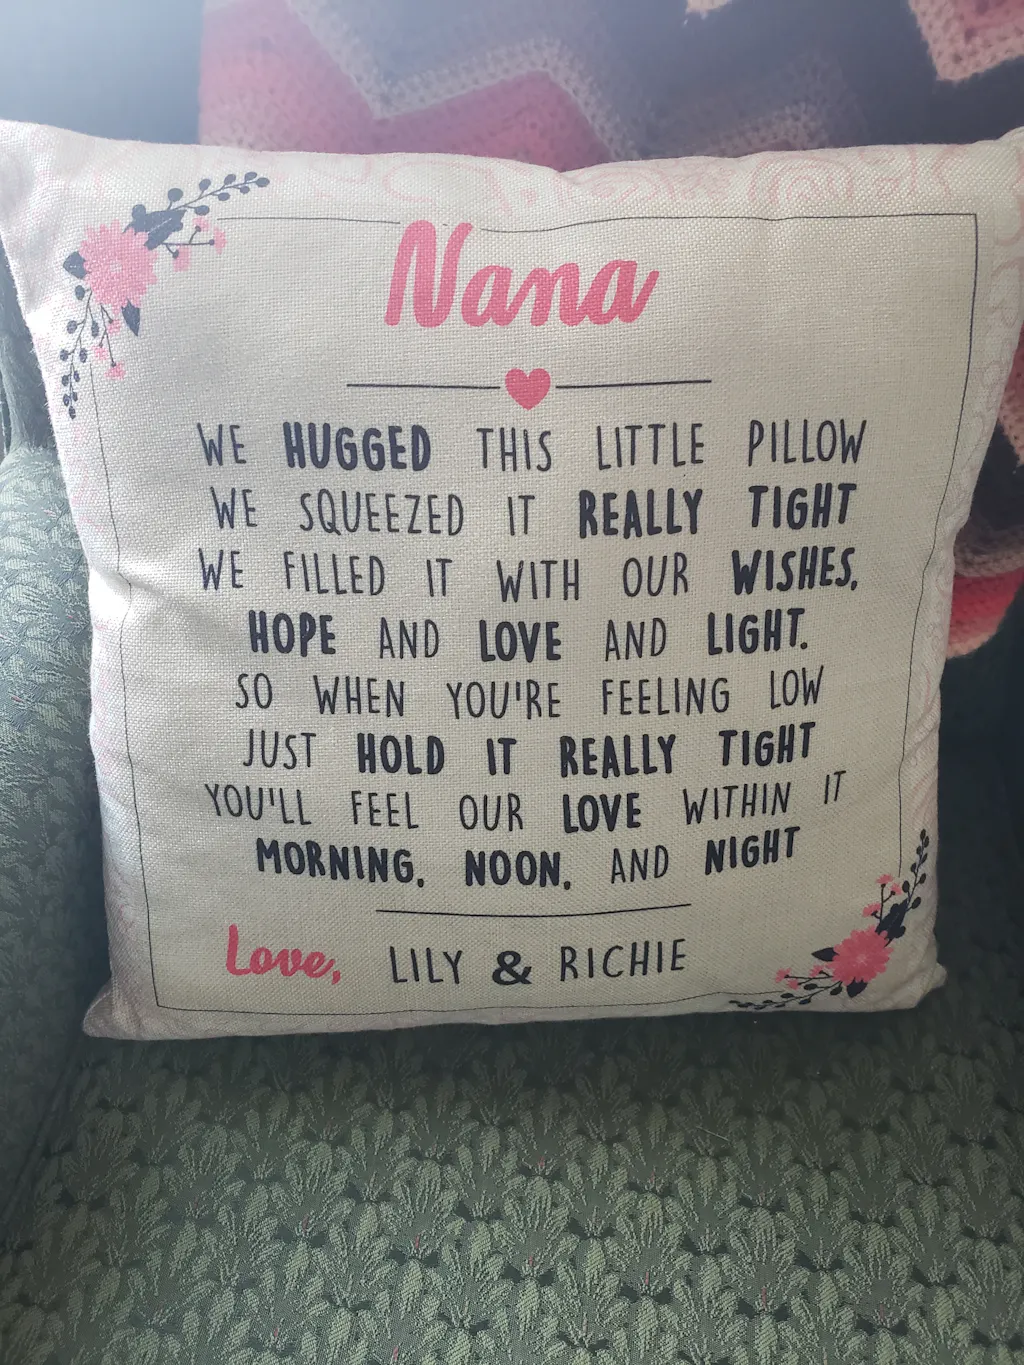 Nana
WE HUGGED THIS LITTLE PILLOW
WE SQUEEZED IT REALLY TIGHT
WE FILLED IT WITH OUR WISHES,
HOPE AND LOVE AND LIGHT.
SO WHEN YOU'RE FEELING LOW
JUST HOLD IT REALLY TIGHT
YOU'LL FEEL OUR LOVE WITHIN IT
MORNING, NOON, AND NIGHT
Love, LILY & RICHIE